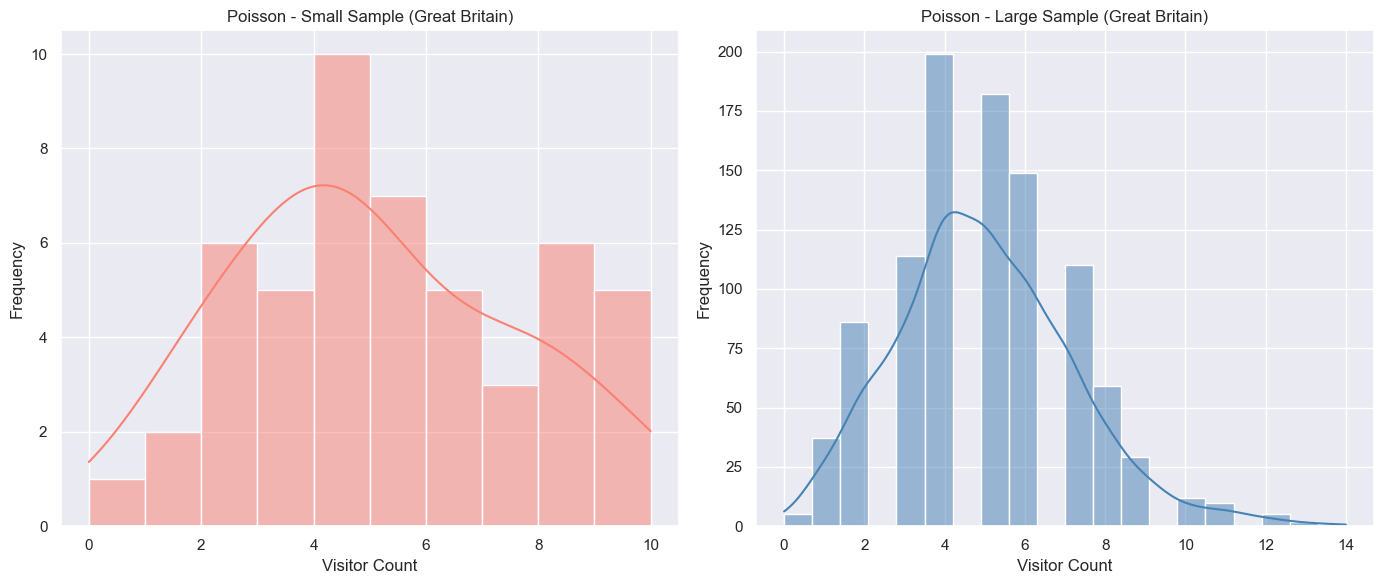 Poisson - Small Sample (Great Britain)
10
8
6
4
2
0
Frequency
0 2 4 6 8 10
Visitor Count
Poisson - Large Sample (Great Britain)
200
175
150
125
100
75
50
25
0
Frequency
0 2 4 6 8 10 12 14
Visitor Count